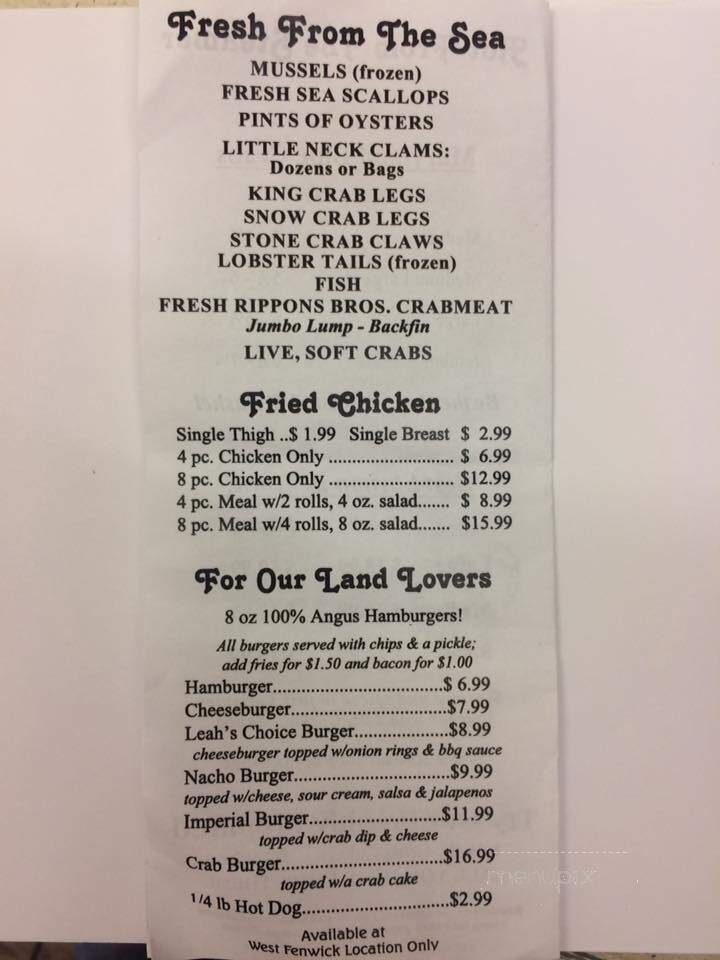 Fresh From The Sea
MUSSELS (frozen)
FRESH SEA SCALLOPS
PINTS OF OYSTERS
LITTLE NECK CLAMS:
Dozens or Bags
KING CRAB LEGS
SNOW CRAB LEGS
STONE CRAB CLAWS
LOBSTER TAILS (frozen)
FISH
FRESH RIPPONS BROS. CRABMEAT
Jumbo Lump - Backfin
LIVE, SOFT CRABS
Fried Chicken
Single Thigh ..$ 1.99 Single Breast $ 2.99
4 pc. Chicken Only ............................ $ 6.99
8 pc. Chicken Only ............................ $12.99
4 pc. Meal w/2 rolls, 4 oz. salad....... $ 8.99
8 pc. Meal w/4 rolls, 8 oz. salad....... $15.99
For Our Land Lovers
8 oz 100% Angus Hamburgers!
All burgers served with chips & a pickle;
add fries for $1.50 and bacon for $1.00
Hamburger......................................$ 6.99
Cheeseburger...................................$7.99
Leah's Choice Burger.....................$8.99
cheeseburger topped w/onion rings & bbq sauce
Nacho Burger...................................$9.99
topped w/cheese, sour cream, salsa & jalapenos
Imperial Burger..............................$11.99
topped w/crab dip & cheese
Crab Burger....................................$16.99
topped w/a crab cake
1/4 lb Hot Dog.................................$2.99
Available at
West Fenwick Location Only
menupix